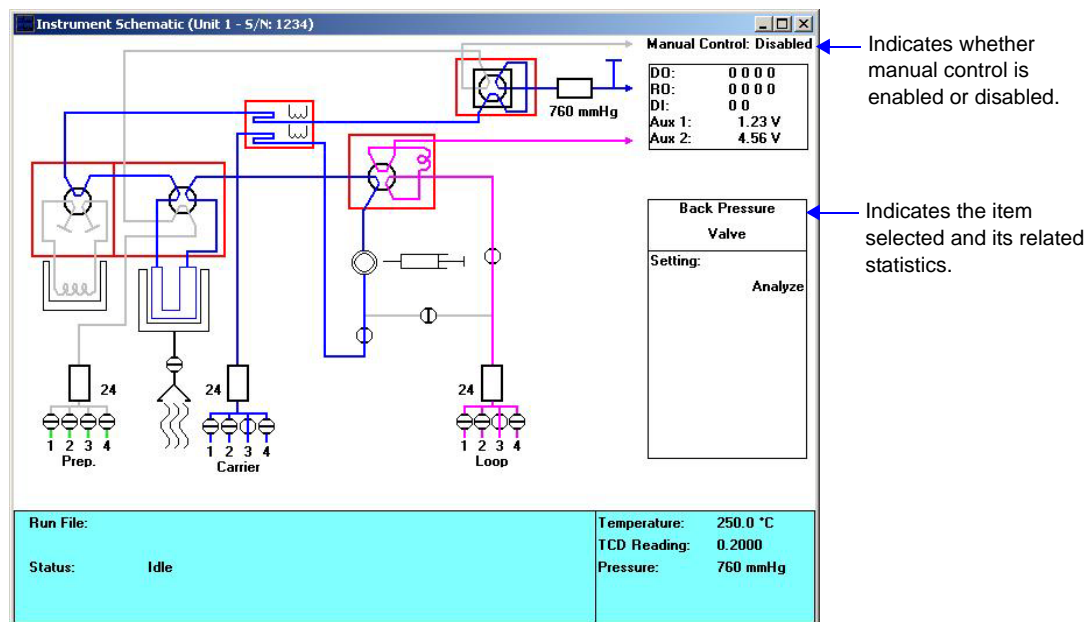 Instrument Schematic (Unit 1 - S/N: 1234)
Manual Control: Disabled
Indicates whether
manual control is
enabled or disabled.
DO: 0 0 0 0
RO: 0 0 0 0
DI: 0 0
Aux 1: 1.23 V
Aux 2: 4.56 V
760 mmHg
Back Pressure
Valve
Setting:
Analyze
Indicates the item
selected and its related
statistics.
24
24
24
1 2 3 4
Prep.
1 2 3 4
Carrier
1 2 3 4
Loop
Run File:
Status: Idle
Temperature: 250.0 °C
TCD Reading: 0.2000
Pressure: 760 mmHg